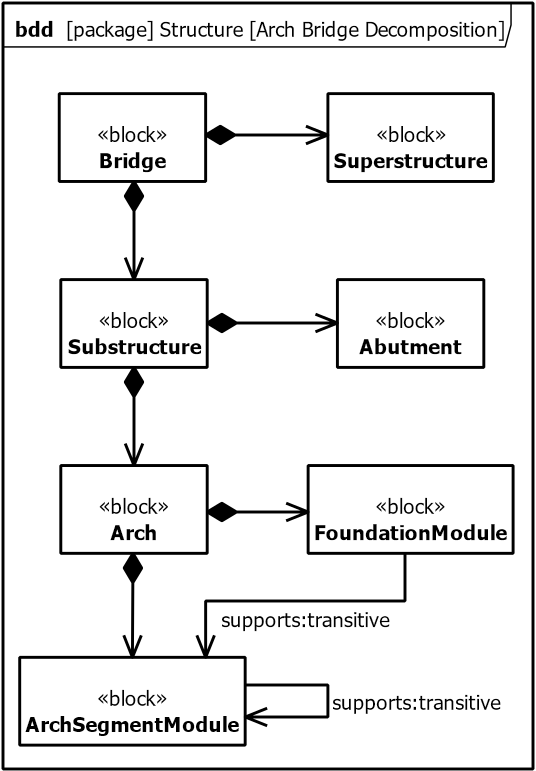 bdd [package] Structure [Arch Bridge Decomposition]
«block»
Bridge
«block»
Superstructure
«block»
Substructure
«block»
Abutment
«block»
Arch
«block»
FoundationModule
supports:transitive
«block»
ArchSegmentModule
supports:transitive